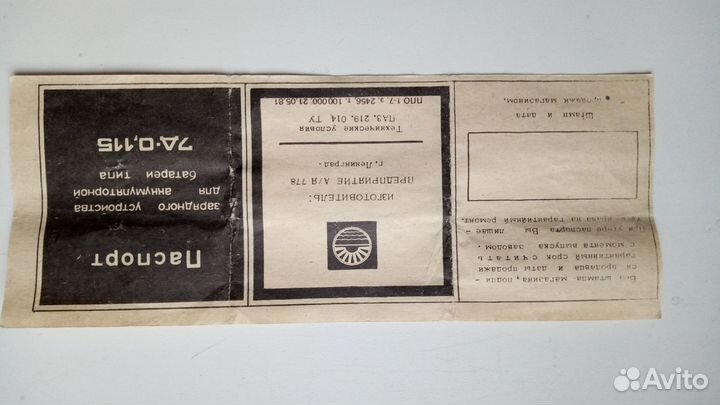 Без штампа магазина, подпи-
си продавца и даты продажи
гарантийный срок считать
с момента выпуска заводом.
При утере паспорта Вы лишае-
тесь права на гарантийный ремонт.
Штамп и дата
продажи магазином.
ИЗГОТОВИТЕЛЬ:
ПРЕДПРИЯТИЕ А/Я 778
г. Ленинград.
Технические условия
ПАЗ. 219. 014 ТУ
ППО 1-7, з. 2456, т. 100000, 21.05.81
Паспорт
зарядного устройства
для аккумуляторной
батареи типа
7Д-0,115
Avito